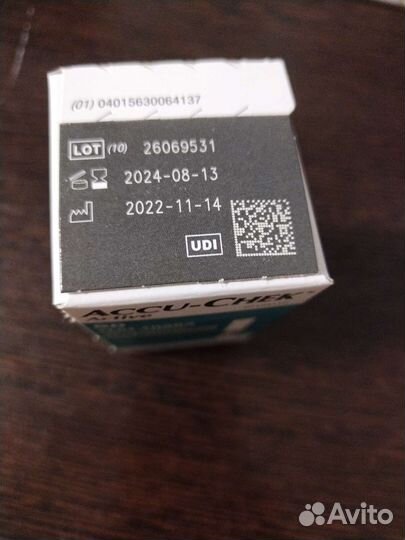 (01) 04015630064137
LOT (10) 26069531
2024-08-13
2022-11-14
UDI
ACCU-CHEK
Active
Avito